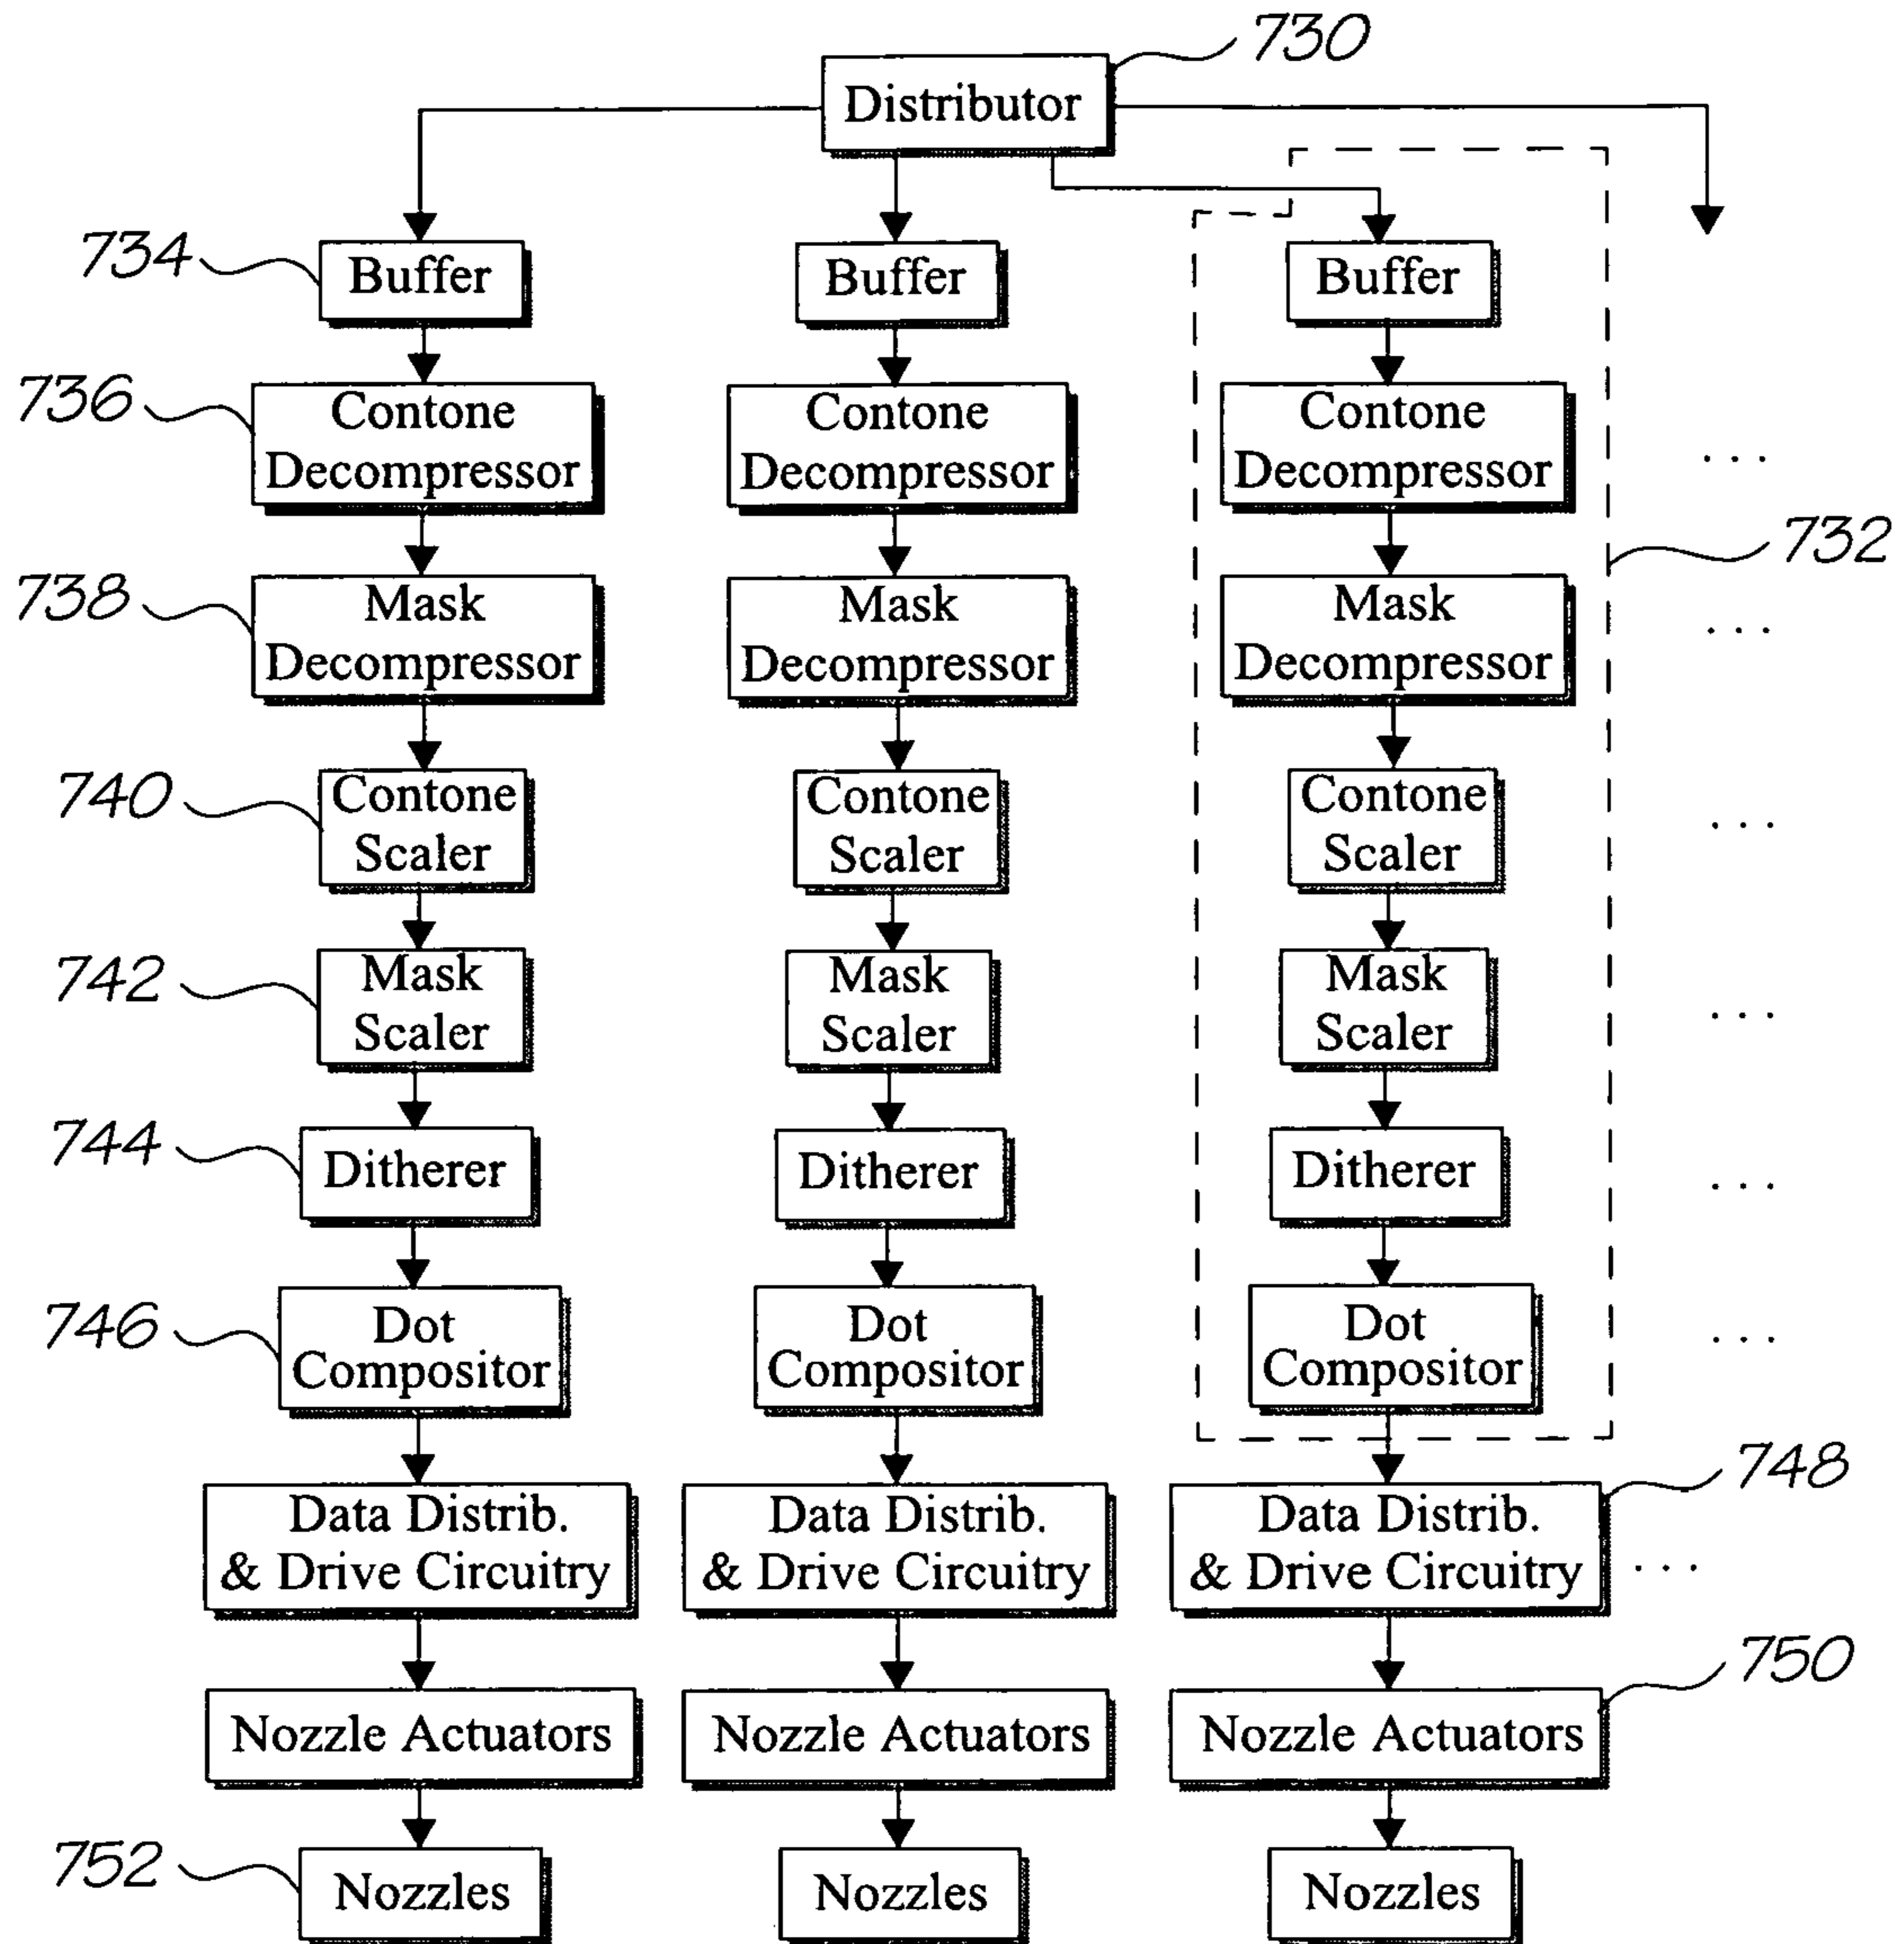 730
Distributor
734
Buffer
Buffer
Buffer
736
Contone
Decompressor
Contone
Decompressor
Contone
Decompressor
...
732
738
Mask
Decompressor
Mask
Decompressor
Mask
Decompressor
...
740
Contone
Scaler
Contone
Scaler
Contone
Scaler
...
742
Mask
Scaler
Mask
Scaler
Mask
Scaler
...
744
Ditherer
Ditherer
Ditherer
...
746
Dot
Compositor
Dot
Compositor
Dot
Compositor
...
748
Data Distrib.
& Drive Circuitry
Data Distrib.
& Drive Circuitry
Data Distrib.
& Drive Circuitry
...
750
Nozzle Actuators
Nozzle Actuators
Nozzle Actuators
752
Nozzles
Nozzles
Nozzles